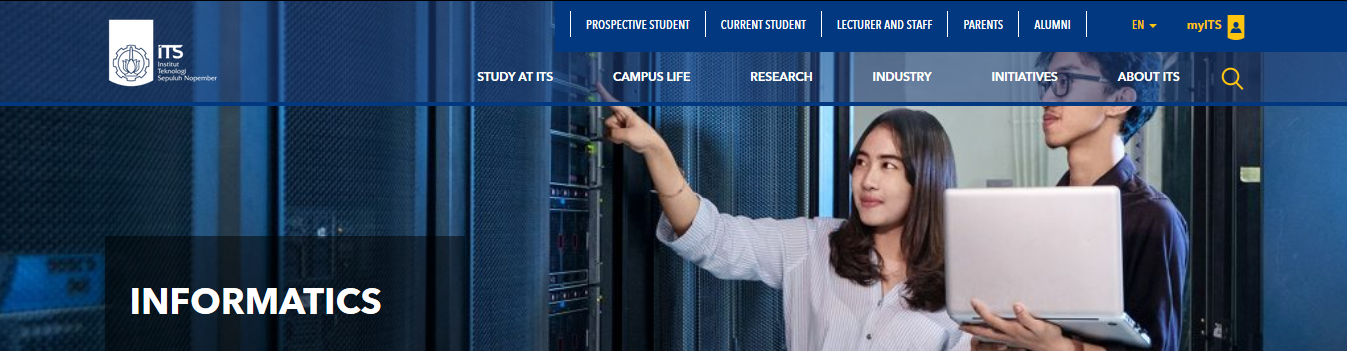 PROSPECTIVE STUDENT
CURRENT STUDENT
LECTURER AND STAFF
PARENTS
ALUMNI
EN
myITS
iTS
Institut
Teknologi
Sepuluh Nopember
STUDY AT ITS
CAMPUS LIFE
RESEARCH
INDUSTRY
INITIATIVES
ABOUT ITS
INFORMATICS